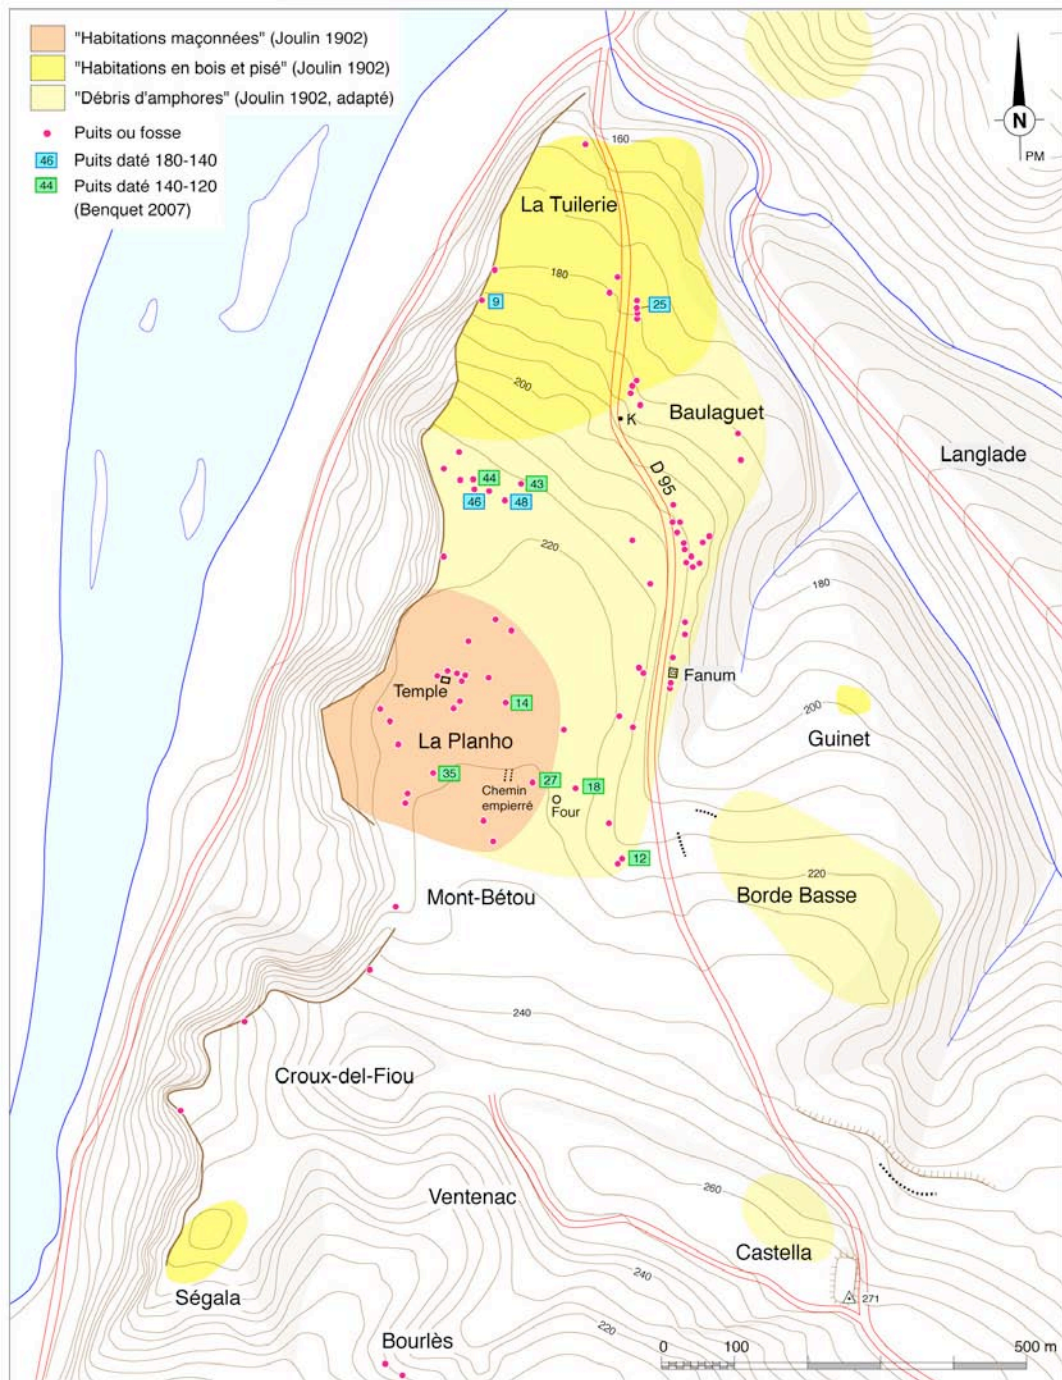 "Habitations maçonnées" (Joulin 1902)
"Habitations en bois et pisé" (Joulin 1902)
"Débris d'amphores" (Joulin 1902, adapté)
Puits ou fosse
46 Puits daté 180-140
44 Puits daté 140-120
(Benquet 2007)
N
PM
160
La Tuilerie
180
9
25
200
K
Baulaguet
Langlade
D 95
44
43
46
48
220
180
Temple
Fanum
14
200
La Planho
Guinet
35
27
18
Chemin
empierré
Four
12
220
Mont-Bétou
Borde Basse
240
Croux-del-Fiou
260
Ventenac
Castella
240
Ségala
271
220
Bourlès
0 100 500 m